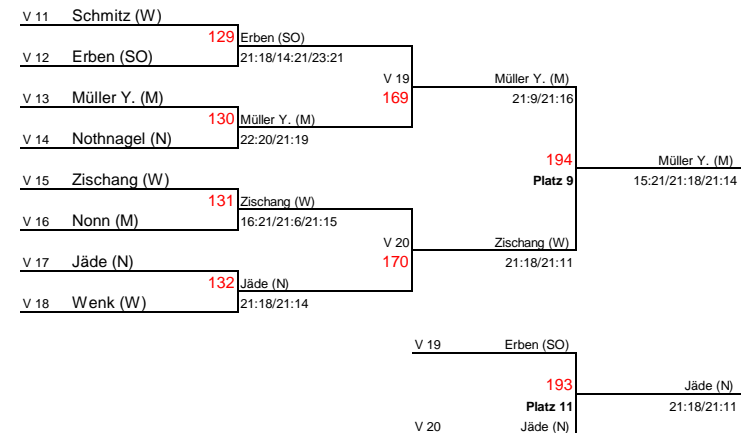 V 11 Schmitz (W)
129 Erben (SO)
V 12 Erben (SO) 21:18/14:21/23:21
V 19 Müller Y. (M)
V 13 Müller Y. (M) 169 21:9/21:16
130 Müller Y. (M)
V 14 Nothnagel (N) 22:20/21:19
194 Müller Y. (M)
V 15 Zischang (W) Platz 9 15:21/21:18/21:14
131 Zischang (W)
V 16 Nonn (M) 16:21/21:6/21:15
V 20 Zischang (W)
V 17 Jäde (N) 170 21:18/21:11
132 Jäde (N)
V 18 Wenk (W) 21:18/21:14
V 19 Erben (SO)
193 Jäde (N)
Platz 11 21:18/21:11
V 20 Jäde (N)